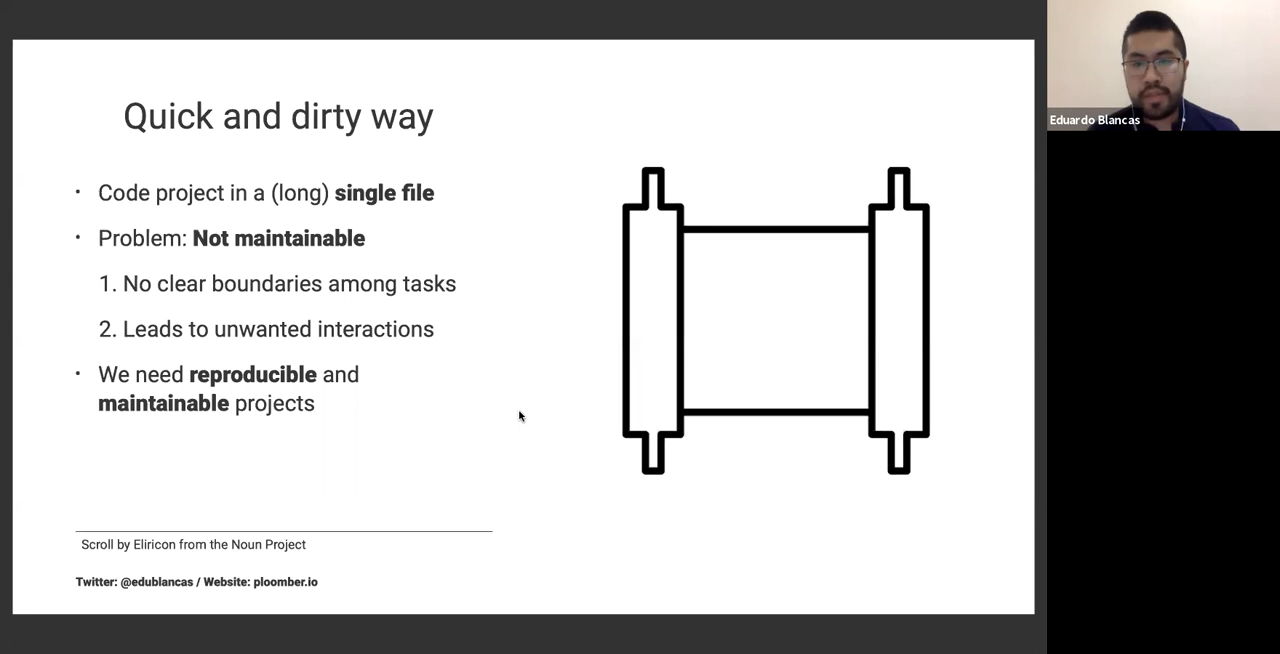 Quick and dirty way
• Code project in a (long) single file
• Problem: Not maintainable
1. No clear boundaries among tasks
2. Leads to unwanted interactions
• We need reproducible and
maintainable projects
Scroll by Eliricon from the Noun Project
Twitter: @edublancas / Website: ploomber.io
Eduardo Blancas